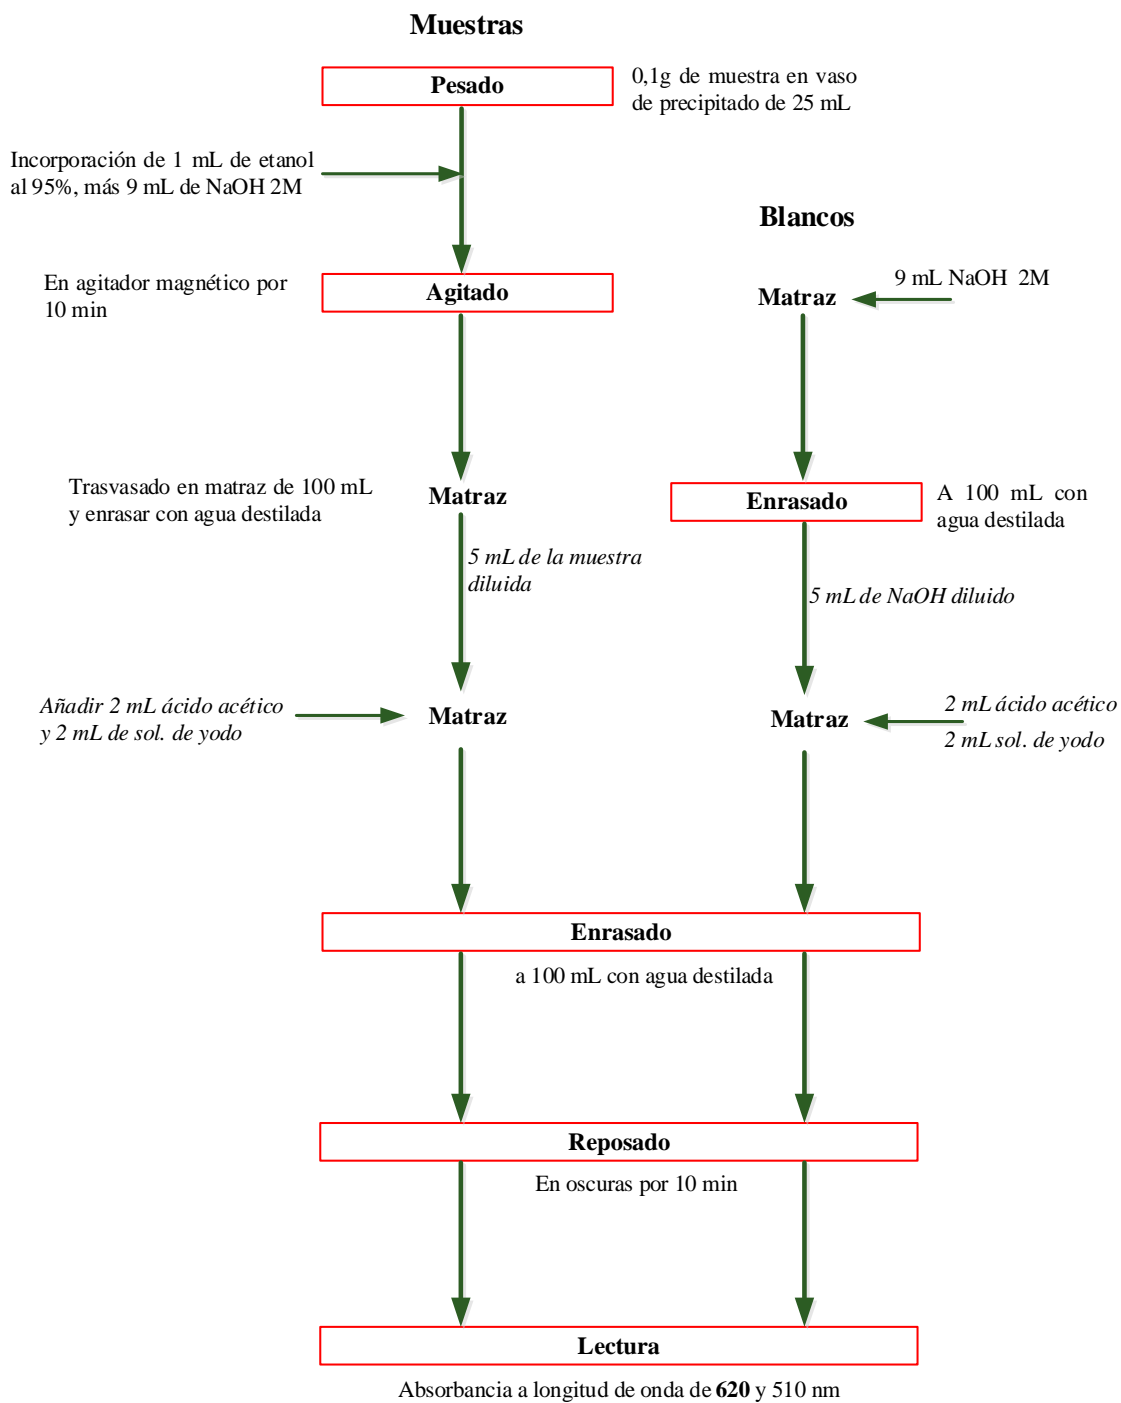 Muestras
Pesado
0,1g de muestra en vaso
de precipitado de 25 mL
Incorporación de 1 mL de etanol
al 95%, más 9 mL de NaOH 2M
Blancos
En agitador magnético por
10 min
Agitado
Matraz
9 mL NaOH 2M
Trasvasado en matraz de 100 mL
y enrasar con agua destilada
Matraz
Enrasado
A 100 mL con
agua destilada
5 mL de la muestra
diluida
5 mL de NaOH diluido
Añadir 2 mL ácido acético
y 2 mL de sol. de yodo
Matraz
Matraz
2 mL ácido acético
2 mL sol. de yodo
Enrasado
a 100 mL con agua destilada
Reposado
En oscuras por 10 min
Lectura
Absorbancia a longitud de onda de 620 y 510 nm